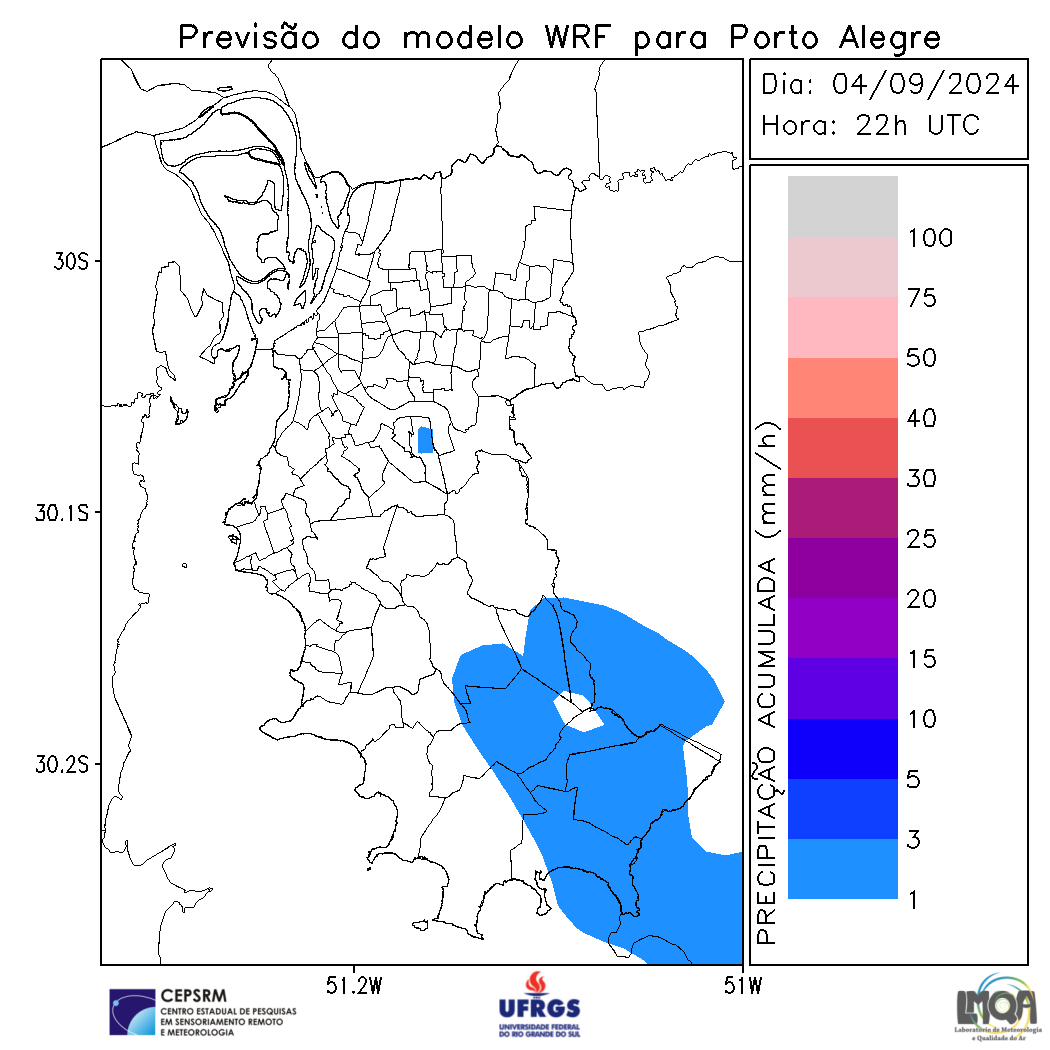 Previsão do modelo WRF para Porto Alegre
Dia: 04/09/2024
Hora: 22h UTC
30S
30.1S
30.2S
51.2W
51W
PRECIPITAÇÃO ACUMULADA (mm/h)
100
75
50
40
30
25
20
15
10
5
3
1
CEPSRM
CENTRO ESTADUAL DE PESQUISAS
EM SENSORIAMENTO REMOTO
E METEOROLOGIA
UFRGS
UNIVERSIDADE FEDERAL
DO RIO GRANDE DO SUL
LMQA
Laboratório de Meteorologia
e Qualidade do Ar